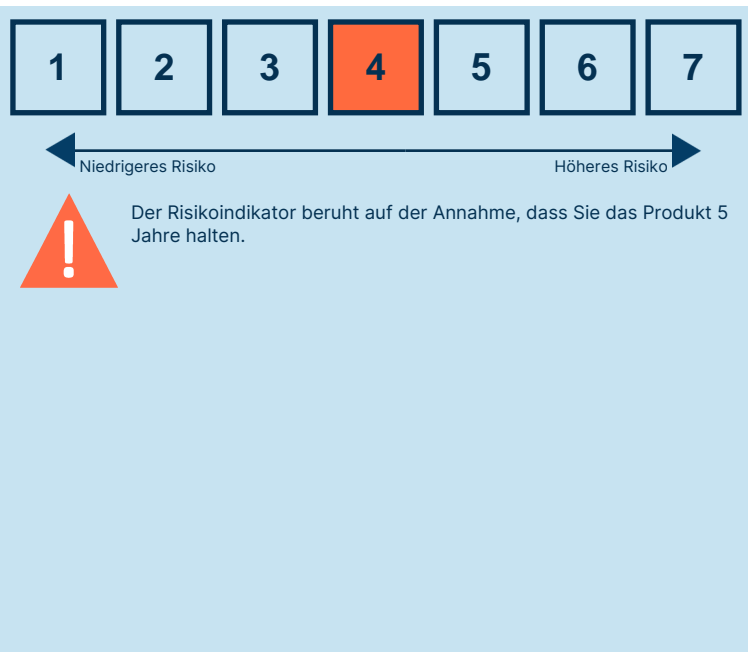 1 2 3 4 5 6 7
Niedrigeres Risiko Höheres Risiko
!
Der Risikoindikator beruht auf der Annahme, dass Sie das Produkt 5
Jahre halten.